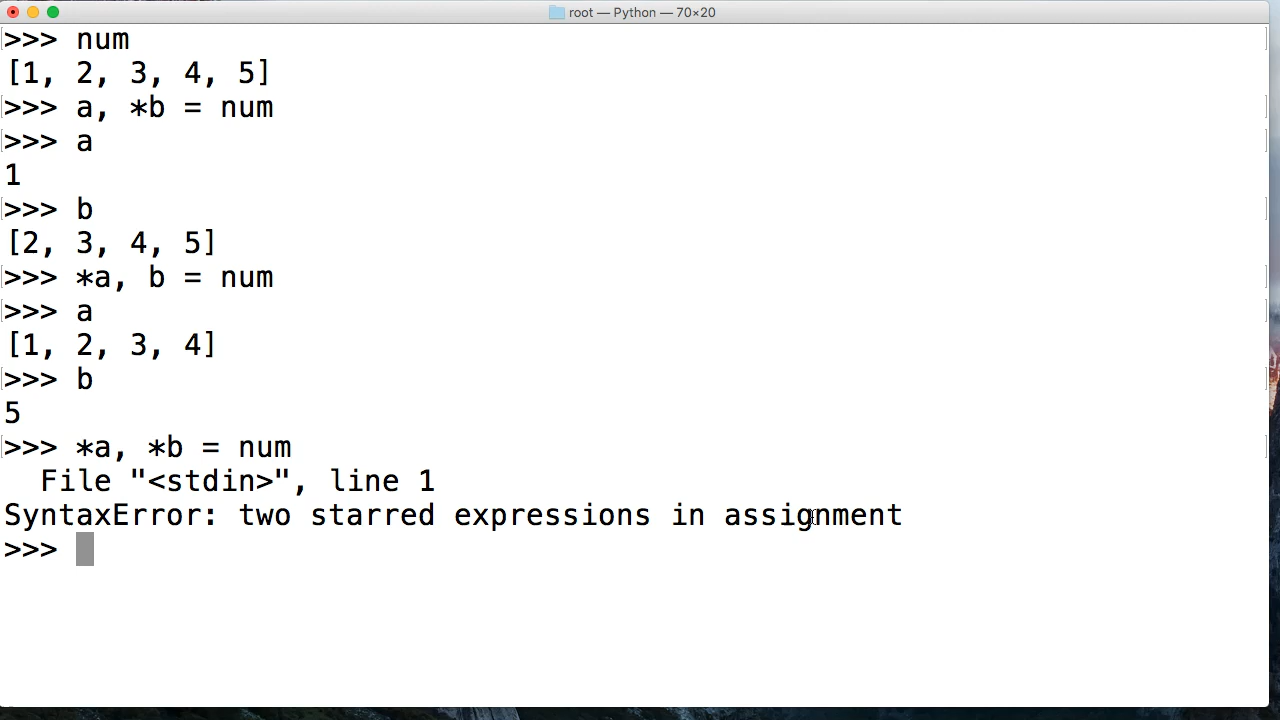 root — Python — 70×20
>>> num
[1, 2, 3, 4, 5]
>>> a, *b = num
>>> a
1
>>> b
[2, 3, 4, 5]
>>> *a, b = num
>>> a
[1, 2, 3, 4]
>>> b
5
>>> *a, *b = num
  File "<stdin>", line 1
SyntaxError: two starred expressions in assignment
>>>